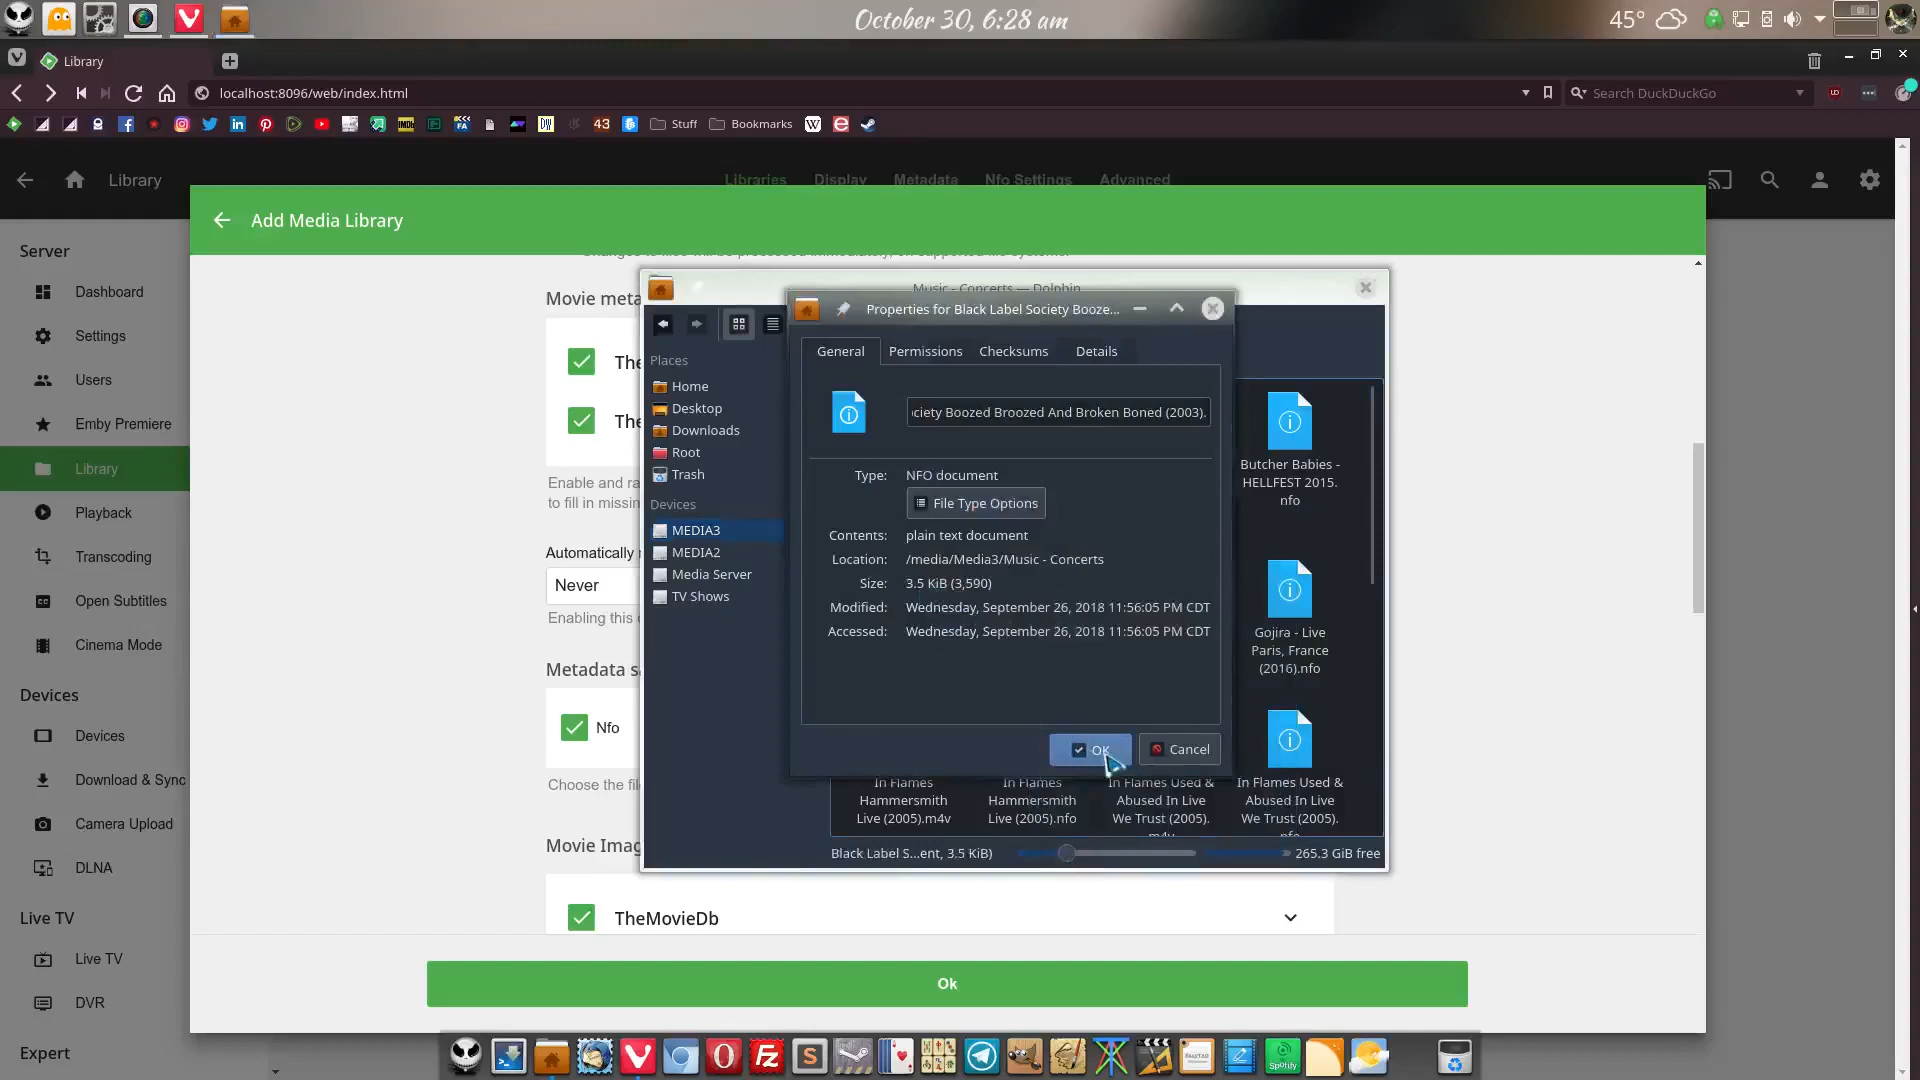 October 30, 6:28 am
45°
Library
localhost:8096/web/index.html
Search DuckDuckGo
43
Stuff
Bookmarks
Library
Libraries
Display
Metadata
Nfo Settings
Advanced
Add Media Library
Server
Dashboard
Settings
Users
Emby Premiere
Library
Playback
Transcoding
Open Subtitles
Cinema Mode
Devices
Devices
Download & Sync
Camera Upload
DLNA
Live TV
Live TV
DVR
Expert
Movie meta
The
The
Enable and ra
to fill in missin
Automatically
Never
Enabling this
Metadata s
Nfo
Choose the file
Movie Imag
TheMovieDb
Ok
Music - Concerts — Dolphin
Places
Home
Desktop
Downloads
Root
Trash
Devices
MEDIA3
MEDIA2
Media Server
TV Shows
Properties for Black Label Society Booze...
General
Permissions
Checksums
Details
ciety Boozed Broozed And Broken Boned (2003).
Type: NFO document
File Type Options
Contents: plain text document
Location: /media/Media3/Music - Concerts
Size: 3.5 KiB (3,590)
Modified: Wednesday, September 26, 2018 11:56:05 PM CDT
Accessed: Wednesday, September 26, 2018 11:56:05 PM CDT
OK
Cancel
Butcher Babies -
HELLFEST 2015.
nfo
Gojira - Live
Paris, France
(2016).nfo
In Flames
Hammersmith
Live (2005).m4v
In Flames
Hammersmith
Live (2005).nfo
In Flames Used &
Abused In Live
We Trust (2005).
m4v
In Flames Used &
Abused In Live
We Trust (2005).
nfo
Black Label S...ent, 3.5 KiB)
265.3 GiB free
Spotify